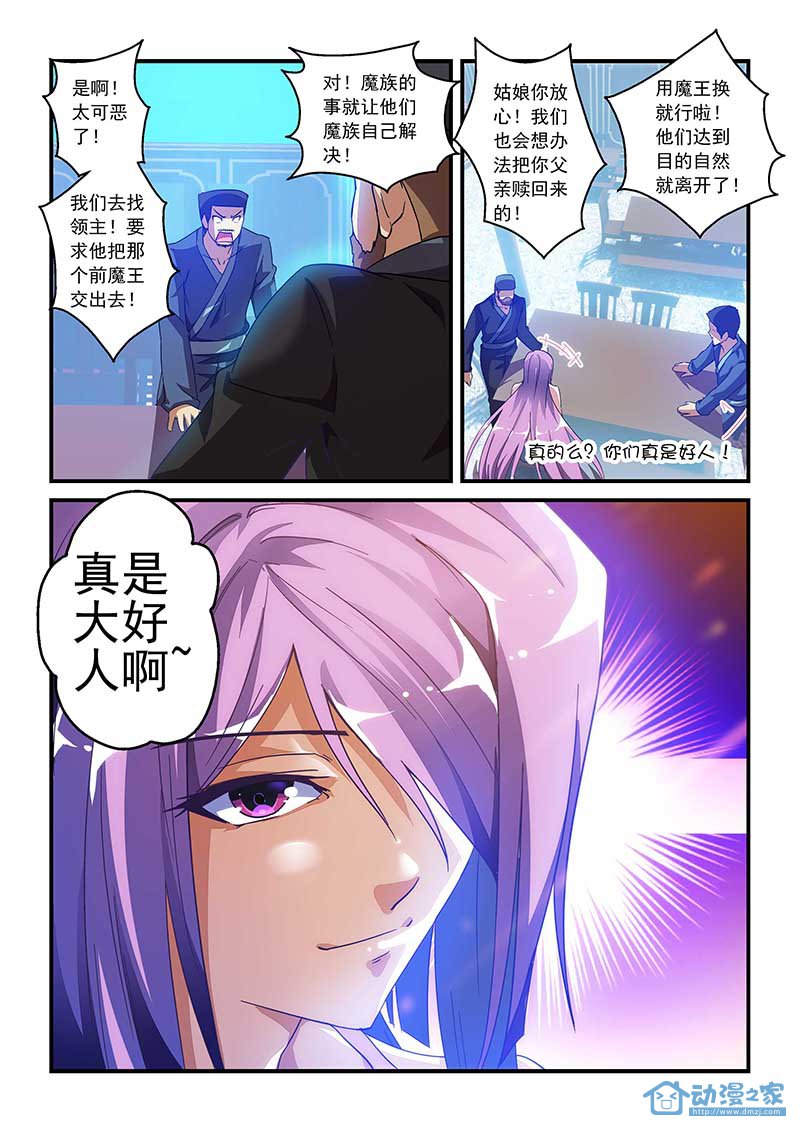 是啊！
太可恶
了！
我们去找
领主！要
求他把那
个前魔王
交出去！
对！魔族的
事就让他们
魔族自己解
决！
姑娘你放
心！我们
也会想办
法把你父
亲赎回来
的！
用魔王换
就行啦！
他们达到
目的自然
就离开了！
真的么？你们真是好人！
真是
大好
人啊~
动漫之家
http://www.dmzj.com